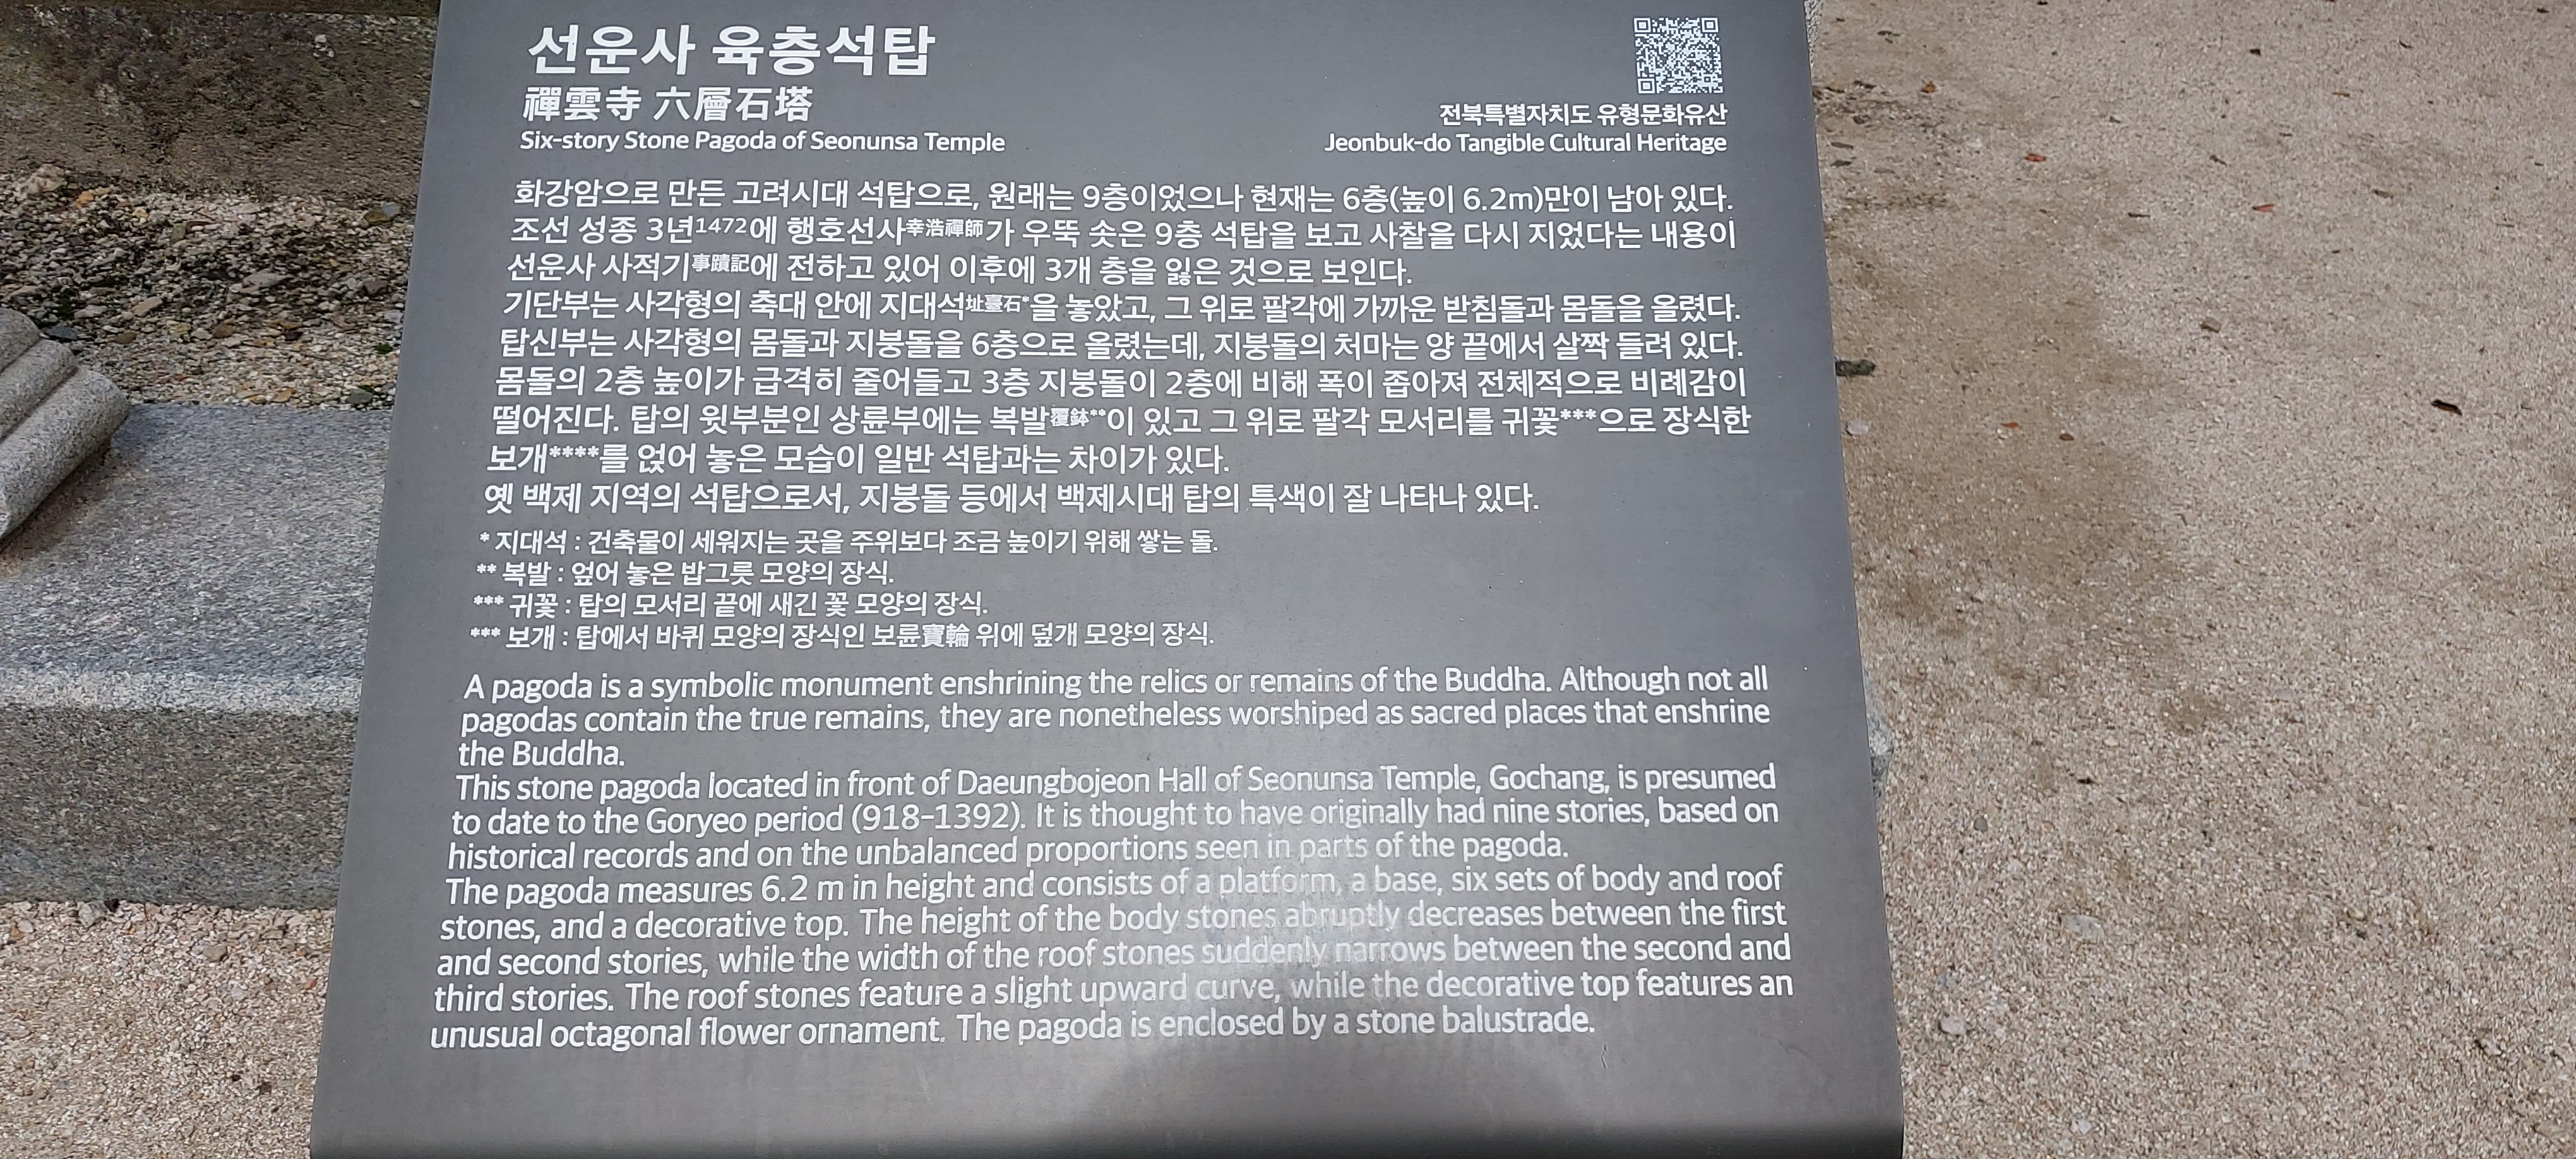 선운사 육층석탑
禪雲寺 六層石塔
Six-story Stone Pagoda of Seonunsa Temple
전북특별자치도 유형문화유산
Jeonbuk-do Tangible Cultural Heritage
화강암으로 만든 고려시대 석탑으로, 원래는 9층이었으나 현재는 6층(높이 6.2m)만이 남아 있다.
조선 성종 3년1472에 행호선사幸浩禪師가 우뚝 솟은 9층 석탑을 보고 사찰을 다시 지었다는 내용이
선운사 사적기事蹟記에 전하고 있어 이후에 3개 층을 잃은 것으로 보인다.
기단부는 사각형의 축대 안에 지대석址臺石*을 놓았고, 그 위로 팔각에 가까운 받침돌과 몸돌을 올렸다.
탑신부는 사각형의 몸돌과 지붕돌을 6층으로 올렸는데, 지붕돌의 처마는 양 끝에서 살짝 들려 있다.
몸돌의 2층 높이가 급격히 줄어들고 3층 지붕돌이 2층에 비해 폭이 좁아져 전체적으로 비례감이
떨어진다. 탑의 윗부분인 상륜부에는 복발覆鉢**이 있고 그 위로 팔각 모서리를 귀꽃***으로 장식한
보개****를 얹어 놓은 모습이 일반 석탑과는 차이가 있다.
옛 백제 지역의 석탑으로서, 지붕돌 등에서 백제시대 탑의 특색이 잘 나타나 있다.
* 지대석 : 건축물이 세워지는 곳을 주위보다 조금 높이기 위해 쌓는 돌.
** 복발 : 엎어 놓은 밥그릇 모양의 장식.
*** 귀꽃 : 탑의 모서리 끝에 새긴 꽃 모양의 장식.
*** 보개 : 탑에서 바퀴 모양의 장식인 보륜寶輪 위에 덮개 모양의 장식.
A pagoda is a symbolic monument enshrining the relics or remains of the Buddha. Although not all
pagodas contain the true remains, they are nonetheless worshiped as sacred places that enshrine
the Buddha.
This stone pagoda located in front of Daeungbojeon Hall of Seonunsa Temple, Gochang, is presumed
to date to the Goryeo period (918-1392). It is thought to have originally had nine stories, based on
historical records and on the unbalanced proportions seen in parts of the pagoda.
The pagoda measures 6.2 m in height and consists of a platform, a base, six sets of body and roof
stones, and a decorative top. The height of the body stones abruptly decreases between the first
and second stories, while the width of the roof stones suddenly narrows between the second and
third stories. The roof stones feature a slight upward curve, while the decorative top features an
unusual octagonal flower ornament. The pagoda is enclosed by a stone balustrade.